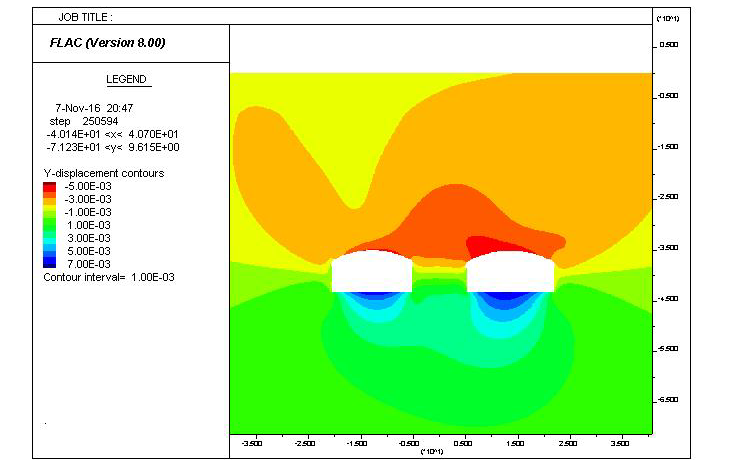 JOB TITLE :
FLAC (Version 8.00)
LEGEND
7-Nov-16 20:47
step 250594
-4.014E+01 <x< 4.070E+01
-7.123E+01 <y< 9.615E+00
Y-displacement contours
-5.00E-03
-3.00E-03
-1.00E-03
1.00E-03
3.00E-03
5.00E-03
7.00E-03
Contour interval= 1.00E-03
(*10^1)
0.500
-0.500
-1.500
-2.500
-3.500
-4.500
-5.500
-6.500
-3.500 -2.500 -1.500 -0.500 0.500 1.500 2.500 3.500
(*10^1)